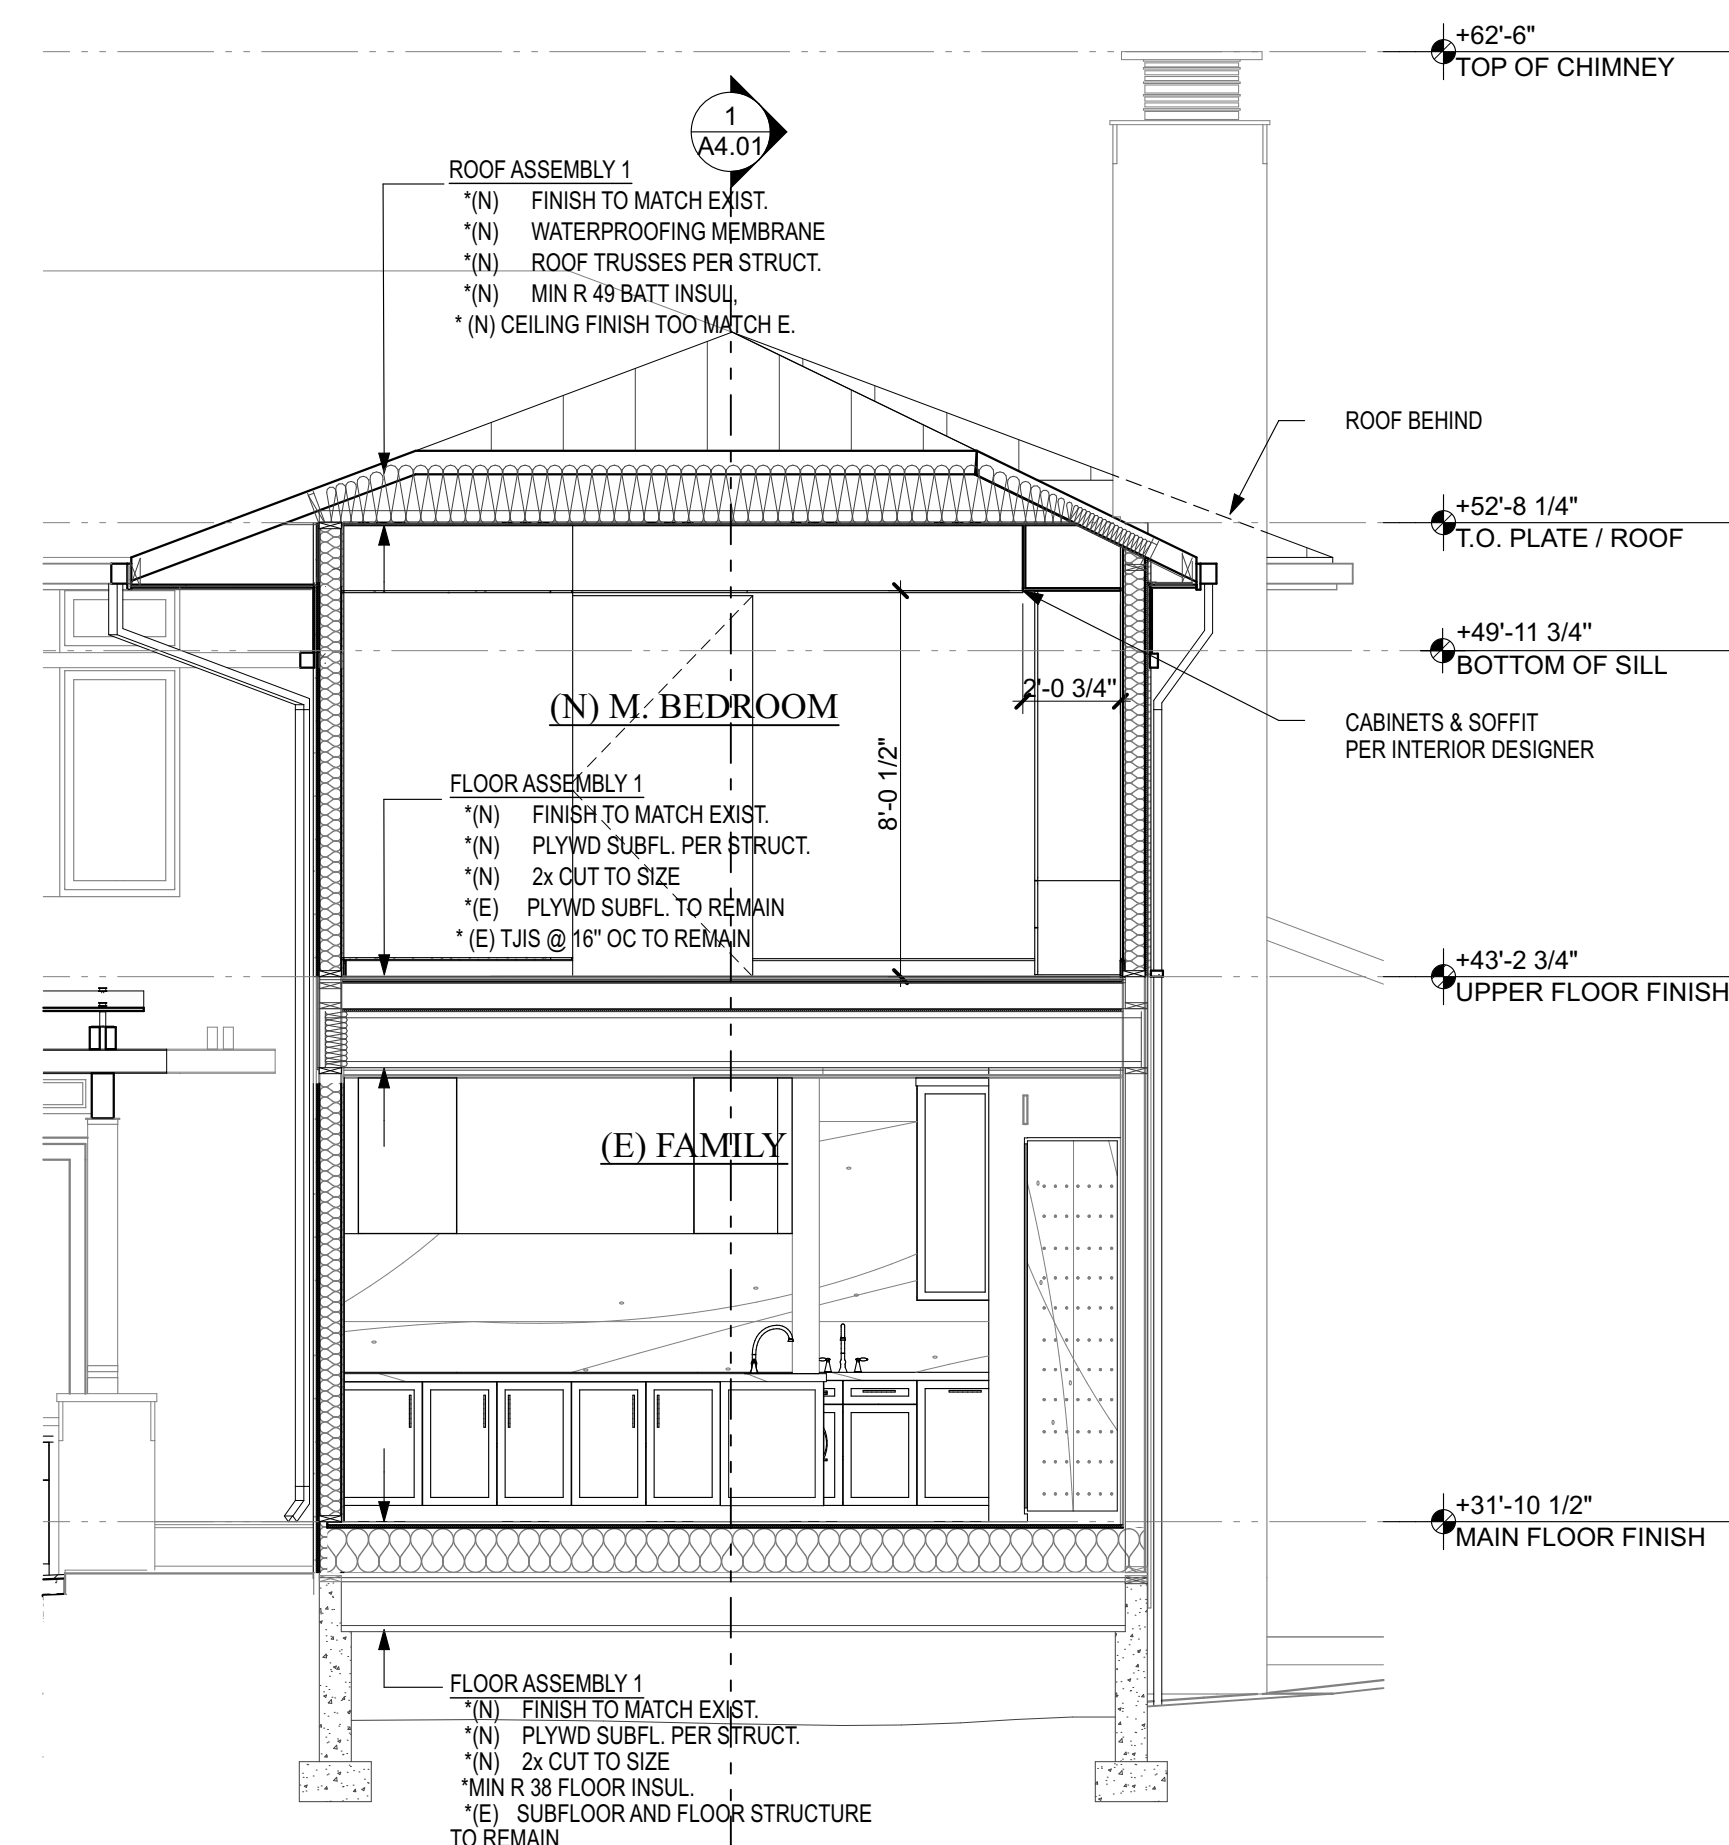 +62'-6"
TOP OF CHIMNEY
1
A4.01
ROOF ASSEMBLY 1
*(N) FINISH TO MATCH EXIST.
*(N) WATERPROOFING MEMBRANE
*(N) ROOF TRUSSES PER STRUCT.
*(N) MIN R 49 BATT INSUL,
* (N) CEILING FINISH TOO MATCH E.
ROOF BEHIND
+52'-8 1/4"
T.O. PLATE / ROOF
+49'-11 3/4"
BOTTOM OF SILL
2'-0 3/4"
(N) M. BEDROOM
CABINETS & SOFFIT
PER INTERIOR DESIGNER
8'-0 1/2"
FLOOR ASSEMBLY 1
*(N) FINISH TO MATCH EXIST.
*(N) PLYWD SUBFL. PER STRUCT.
*(N) 2x CUT TO SIZE
*(E) PLYWD SUBFL. TO REMAIN
* (E) TJIS @ 16" OC TO REMAIN
+43'-2 3/4"
UPPER FLOOR FINISH
(E) FAMILY
+31'-10 1/2"
MAIN FLOOR FINISH
FLOOR ASSEMBLY 1
*(N) FINISH TO MATCH EXIST.
*(N) PLYWD SUBFL. PER STRUCT.
*(N) 2x CUT TO SIZE
*MIN R 38 FLOOR INSUL.
*(E) SUBFLOOR AND FLOOR STRUCTURE
TO REMAIN